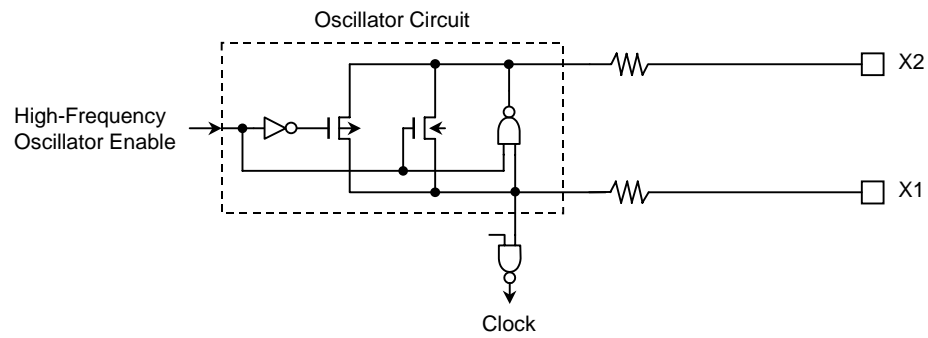 Oscillator Circuit
X2
High-Frequency
Oscillator Enable
X1
Clock